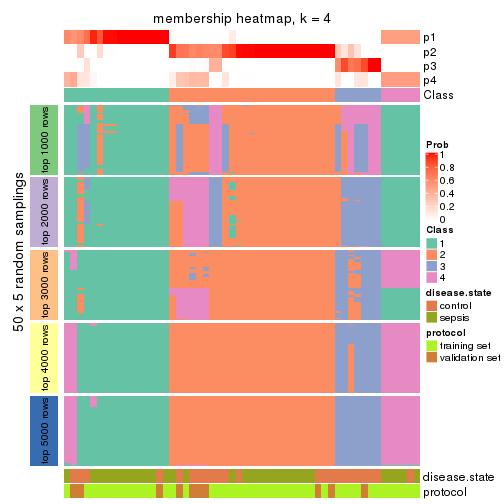 membership heatmap, k = 4
p1
p2
p3
p4
Class
50 x 5 random samplings
top 1000 rows
top 2000 rows
top 3000 rows
top 4000 rows
top 5000 rows
Prob
1
0.8
0.6
0.4
0.2
0
Class
1
2
3
4
disease.state
control
sepsis
protocol
training set
validation set
disease.state
protocol